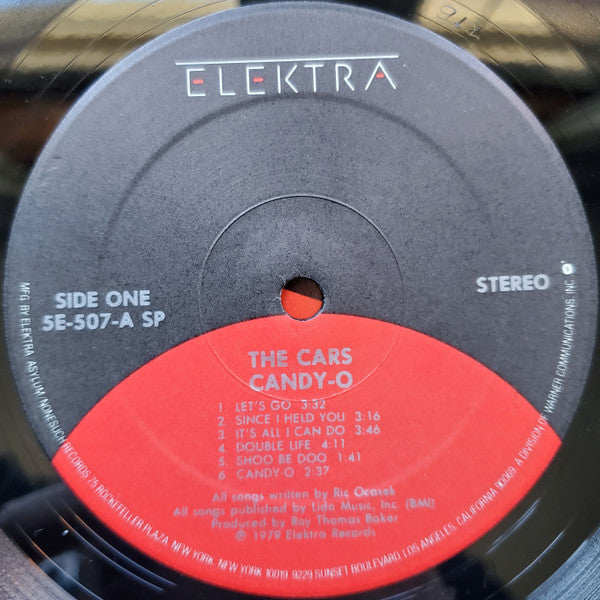 ELEKTRA
SIDE ONE
5E-507-A SP
STEREO
THE CARS
CANDY-O
1. LET'S GO 3:32
2. SINCE I HELD YOU 3:16
3. IT'S ALL I CAN DO 3:46
4. DOUBLE LIFE 4:11
5. SHOO BE DOO 1:41
6. CANDY-O 2:37
All songs written by Ric Ocasek
All songs published by Lido Music, Inc. (BMI)
Produced by Roy Thomas Baker
℗ 1979 Elektra Records
MFG BY ELEKTRA/ASYLUM/NONESUCH RECORDS 75 ROCKEFELLER PLAZA, NEW YORK, NEW YORK 10019 9229 SUNSET BOULEVARD LOS ANGELES, CALIFORNIA 90069 A DIVISION OF WARNER COMMUNICATIONS, INC.